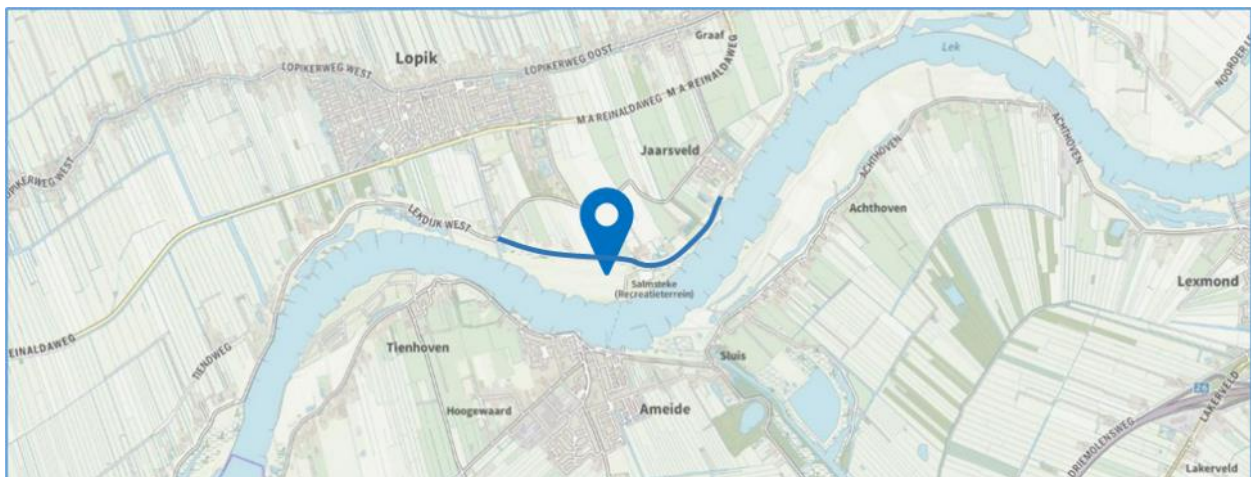 Graaf
Lek
NOORDER
Lopik
LOPIKERWEG WEST
LOPIKERWEG OOST
M A REINALDAWEG M A REINALDAWEG
Jaarsveld
ACHTHOVEN
ACHTHOVEN
OPIKERWEG WEST
LEKDIJK WEST
Achthoven
Salmsteke
(Recreatieterrein)
Lexmond
EINALDAWEG
TIENDWEG
Tienhoven
Sluis
Hoogewaard
Ameide
DRIEMOLENSWEG
LAKERVELD
Lakerveld